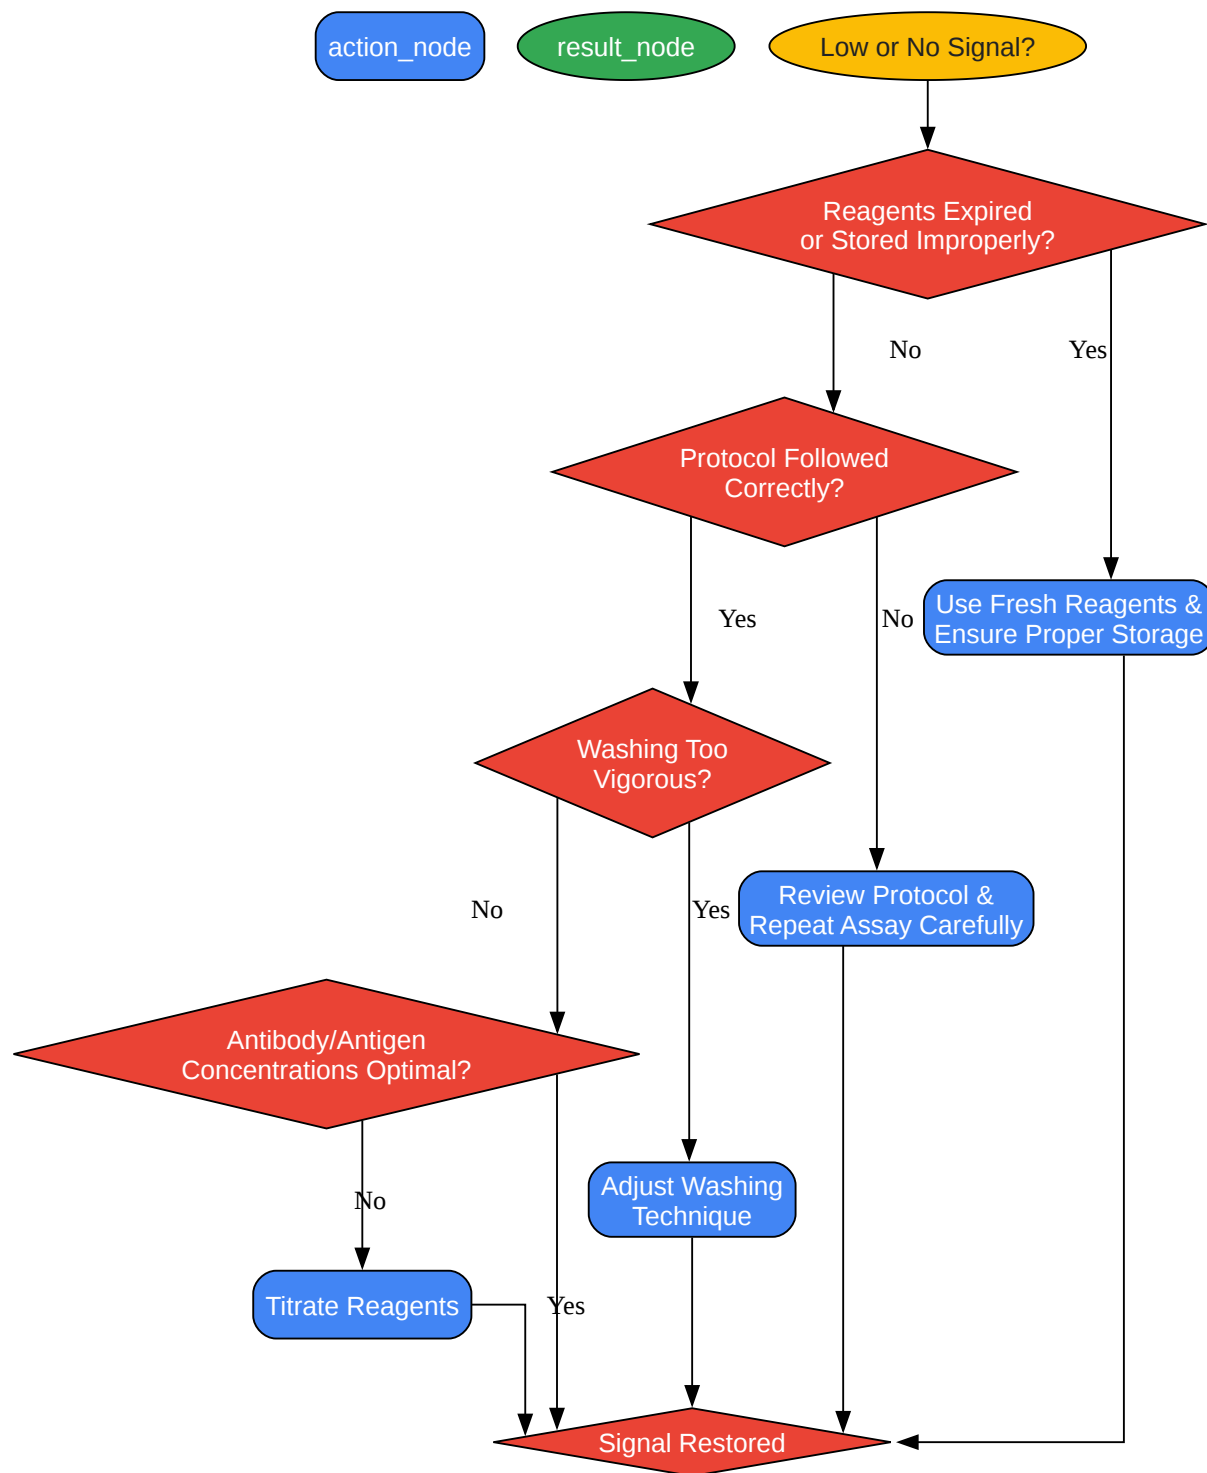 action_node
result_node
Low or No Signal?
Reagents Expired
or Stored Improperly?
No
Yes
Protocol Followed
Correctly?
Yes
No
Use Fresh Reagents &
Ensure Proper Storage
Washing Too
Vigorous?
No
Yes
Review Protocol &
Repeat Assay Carefully
Antibody/Antigen
Concentrations Optimal?
No
Adjust Washing
Technique
Titrate Reagents
Yes
Signal Restored